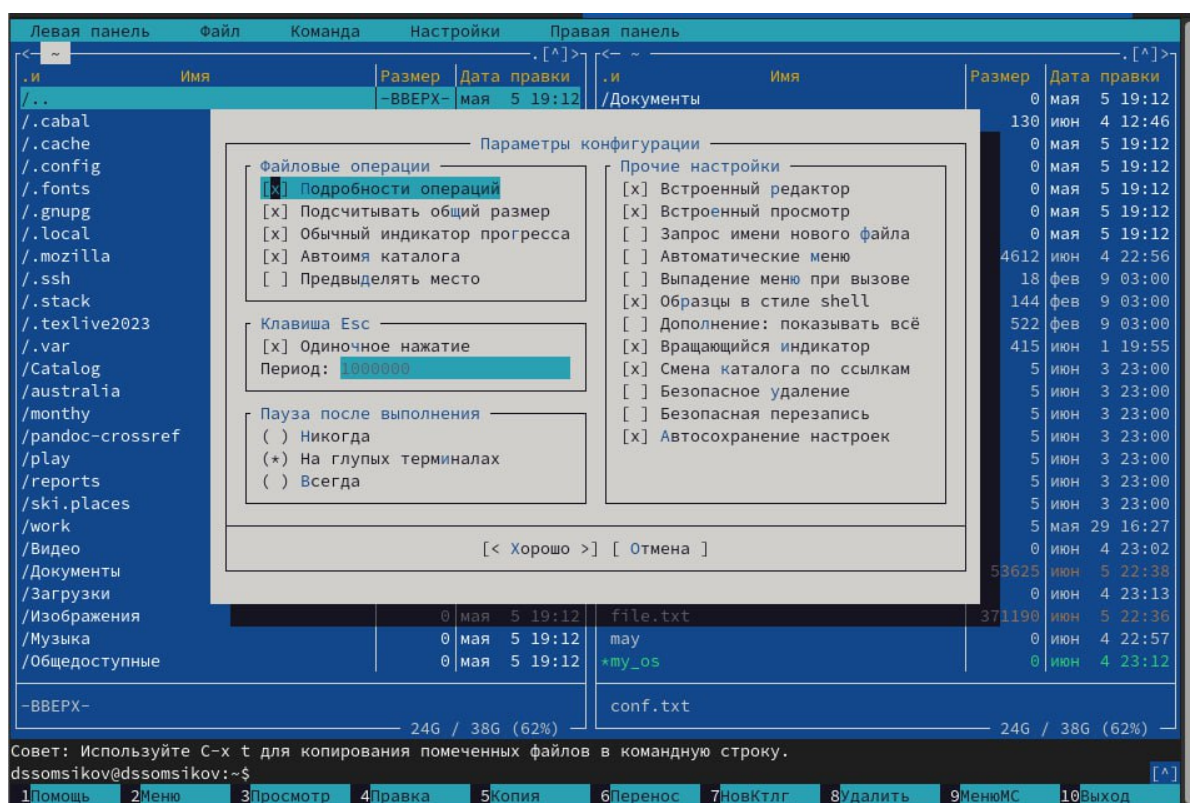 Левая панель Файл Команда Настройки Правая панель
<— ~ .[^]> <— ~ .[^]>
.и Имя Размер Дата правки .и Имя Размер Дата правки
/.. -ВВЕРХ- мая 5 19:12 /Документы 0 мая 5 19:12
/.cabal 130 июн 4 12:46
/.cache Параметры конфигурации 0 мая 5 19:12
/.config Файловые операции Прочие настройки 0 мая 5 19:12
/.fonts [x] Подробности операций [x] Встроенный редактор 0 мая 5 19:12
/.gnupg [x] Подсчитывать общий размер [x] Встроенный просмотр 0 мая 5 19:12
/.local [x] Обычный индикатор прогресса [ ] Запрос имени нового файла 0 мая 5 19:12
/.mozilla [x] Автоимя каталога [ ] Автоматические меню 4612 июн 4 22:56
/.ssh [ ] Предвыделять место [ ] Выпадение меню при вызове 18 фев 9 03:00
/.stack [x] Образцы в стиле shell 144 фев 9 03:00
/.texlive2023 Клавиша Esc [ ] Дополнение: показывать всё 522 фев 9 03:00
/.var [x] Одиночное нажатие [x] Вращающийся индикатор 415 июн 1 19:55
/Catalog Период: 1000000 [x] Смена каталога по ссылкам 5 июн 3 23:00
/australia [ ] Безопасное удаление 5 июн 3 23:00
/monthy Пауза после выполнения [ ] Безопасная перезапись 5 июн 3 23:00
/pandoc-crossref ( ) Никогда [x] Автосохранение настроек 5 июн 3 23:00
/play (*) На глупых терминалах 5 июн 3 23:00
/reports ( ) Всегда 5 июн 3 23:00
/ski.places 5 июн 3 23:00
/work 5 мая 29 16:27
/Видео [< Хорошо >] [ Отмена ] 0 июн 4 23:02
/Документы 53625 июн 5 22:38
/Загрузки 0 июн 4 23:13
/Изображения 0 мая 5 19:12 file.txt 371190 июн 5 22:36
/Музыка 0 мая 5 19:12 may 0 июн 4 22:57
/Общедоступные 0 мая 5 19:12 *my_os 0 июн 4 23:12
-ВВЕРХ- conf.txt
24G / 38G (62%) 24G / 38G (62%)
Совет: Используйте C-x t для копирования помеченных файлов в командную строку.
dssomsikov@dssomsikov:~$ [^]
1Помощь 2Меню 3Просмотр 4Правка 5Копия 6Перенос 7НовКтлг 8Удалить 9МенюMC 10Выход